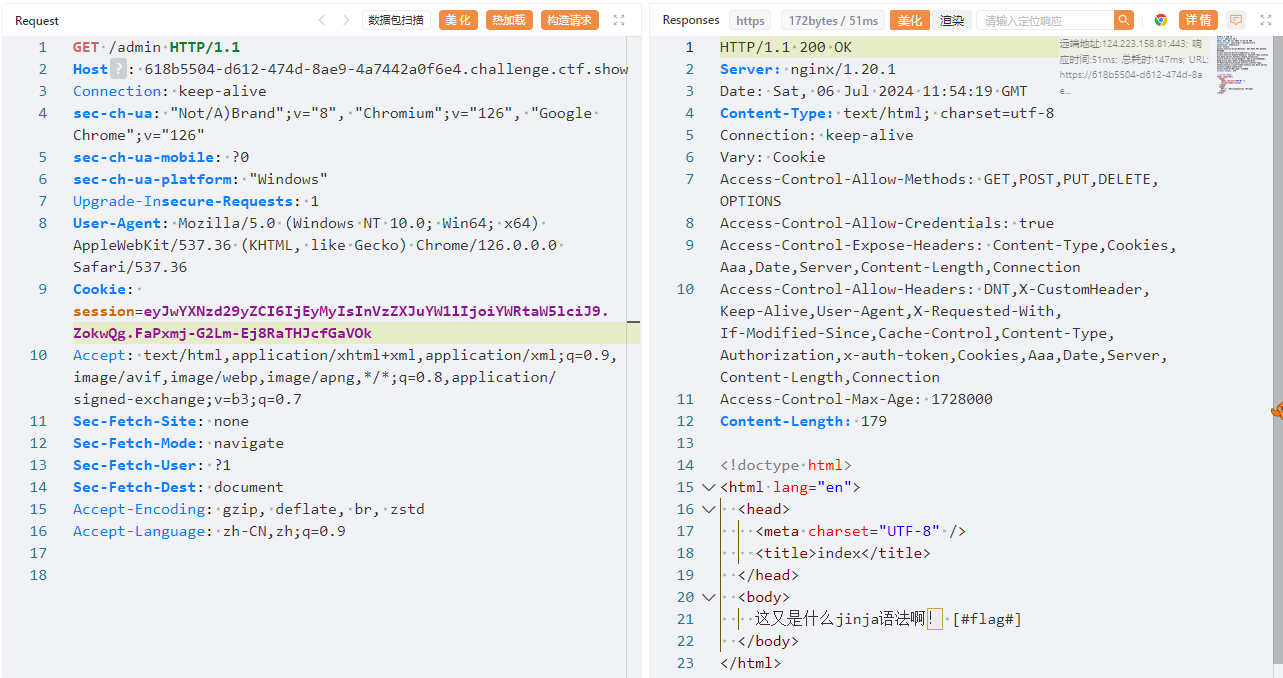 Request
数据包扫描 美化 热加载 构造请求
1 GET /admin HTTP/1.1
2 Host ? : 618b5504-d612-474d-8ae9-4a7442a0f6e4.challenge.ctf.show
3 Connection: keep-alive
4 sec-ch-ua: "Not/A)Brand";v="8", "Chromium";v="126", "Google
Chrome";v="126"
5 sec-ch-ua-mobile: ?0
6 sec-ch-ua-platform: "Windows"
7 Upgrade-Insecure-Requests: 1
8 User-Agent: Mozilla/5.0 (Windows NT 10.0; Win64; x64)
AppleWebKit/537.36 (KHTML, like Gecko) Chrome/126.0.0.0
Safari/537.36
9 Cookie:
session=eyJwYXNzd29yZCI6IjEyMyIsInVzZXJuYW1lIjoiYWRtaW5lciJ9.
ZokwQg.FaPxmj-G2Lm-Ej8RaTHJcfGaVOk
10 Accept: text/html,application/xhtml+xml,application/xml;q=0.9,
image/avif,image/webp,image/apng,*/*;q=0.8,application/
signed-exchange;v=b3;q=0.7
11 Sec-Fetch-Site: none
12 Sec-Fetch-Mode: navigate
13 Sec-Fetch-User: ?1
14 Sec-Fetch-Dest: document
15 Accept-Encoding: gzip, deflate, br, zstd
16 Accept-Language: zh-CN,zh;q=0.9
17
18
Responses https 172bytes / 51ms 美化 渲染 请输入定位响应 详情
远端地址:124.223.158.81:443; 响
应时间:51ms; 总耗时:147ms; URL:
https://618b5504-d612-474d-8a
e...
1 HTTP/1.1 200 OK
2 Server: nginx/1.20.1
3 Date: Sat, 06 Jul 2024 11:54:19 GMT
4 Content-Type: text/html; charset=utf-8
5 Connection: keep-alive
6 Vary: Cookie
7 Access-Control-Allow-Methods: GET,POST,PUT,DELETE,
OPTIONS
8 Access-Control-Allow-Credentials: true
9 Access-Control-Expose-Headers: Content-Type,Cookies,
Aaa,Date,Server,Content-Length,Connection
10 Access-Control-Allow-Headers: DNT,X-CustomHeader,
Keep-Alive,User-Agent,X-Requested-With,
If-Modified-Since,Cache-Control,Content-Type,
Authorization,x-auth-token,Cookies,Aaa,Date,Server,
Content-Length,Connection
11 Access-Control-Max-Age: 1728000
12 Content-Length: 179
13
14 <!doctype html>
15 <html lang="en">
16 <head>
17 <meta charset="UTF-8" />
18 <title>index</title>
19 </head>
20 <body>
21 这又是什么jinja语法啊！ [#flag#]
22 </body>
23 </html>